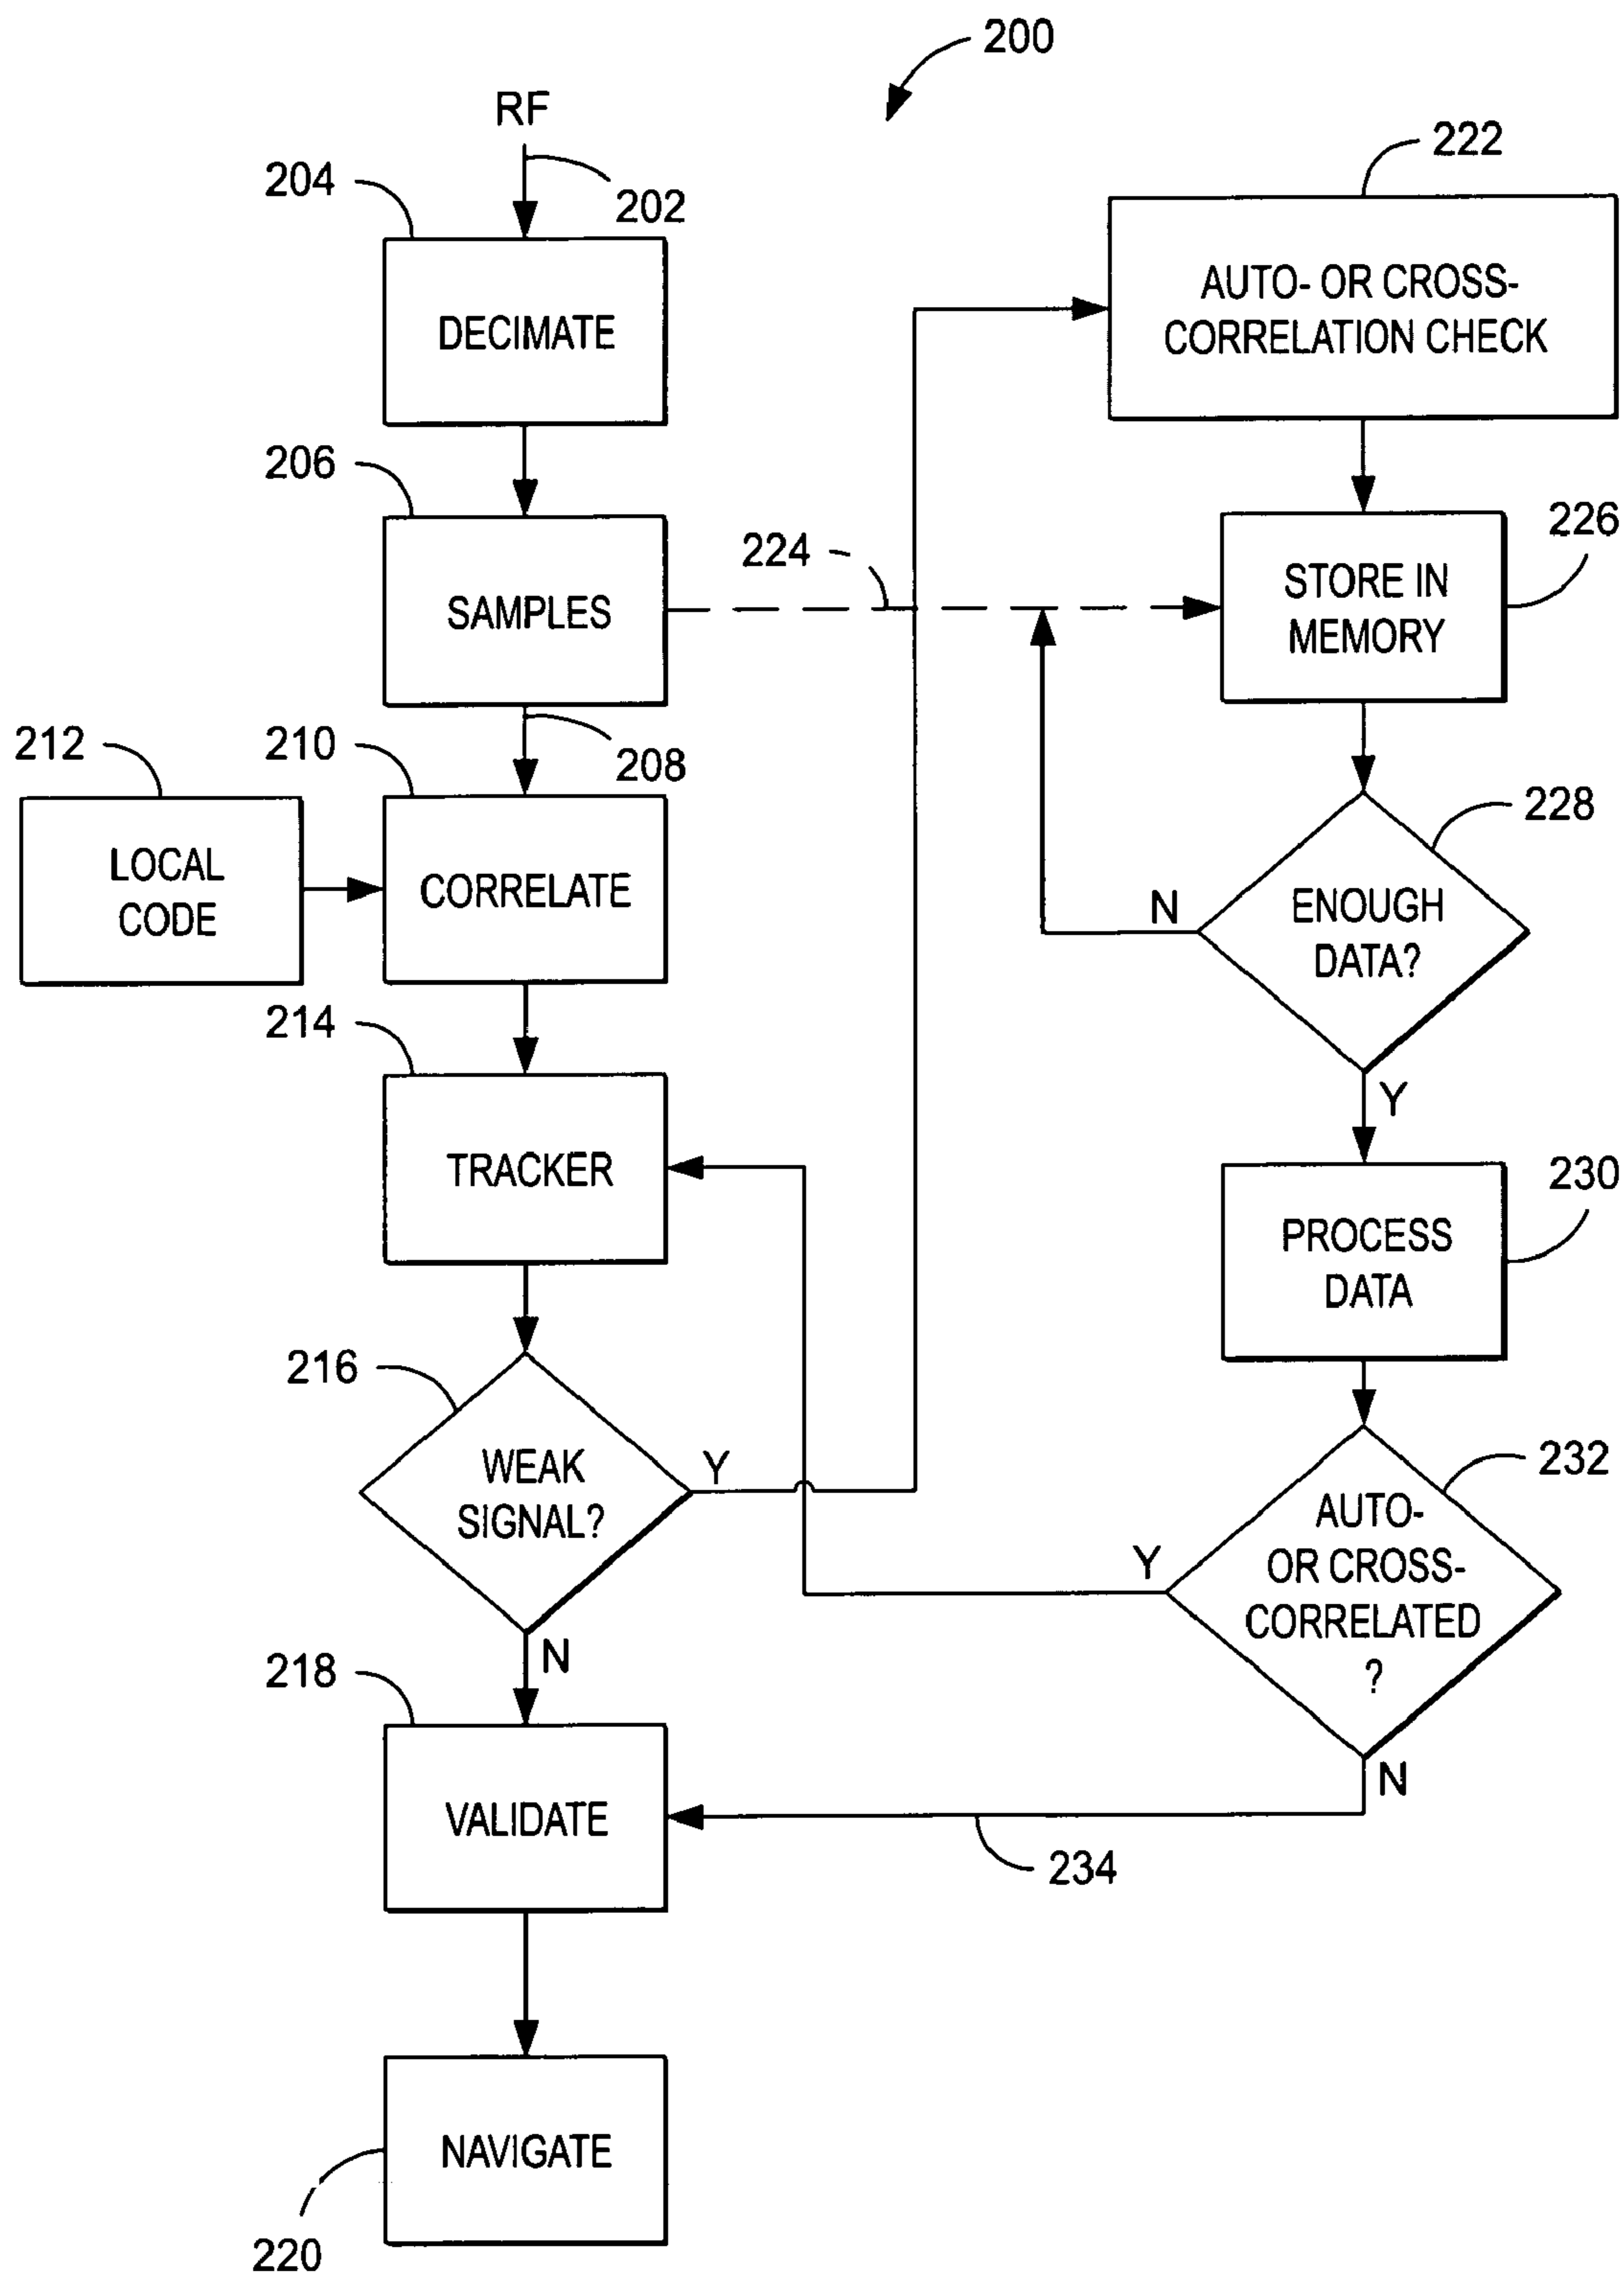 200
RF
202
204
DECIMATE
222
AUTO- OR CROSS-
CORRELATION CHECK
206
SAMPLES
224
226
STORE IN
MEMORY
208
210
212
LOCAL
CODE
CORRELATE
228
ENOUGH
DATA?
N
Y
214
TRACKER
230
PROCESS
DATA
216
WEAK
SIGNAL?
Y
N
232
AUTO-
OR CROSS-
CORRELATED
?
Y
N
218
VALIDATE
234
NAVIGATE
220